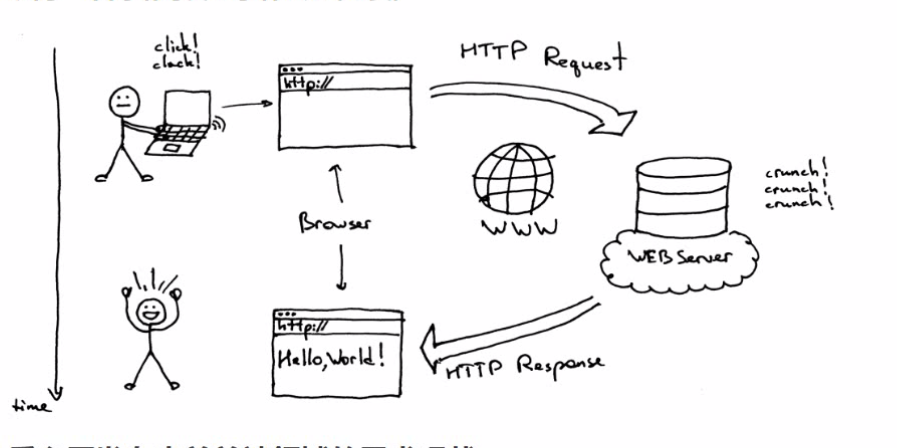 click!
clack!
http://
HTTP Request
WWW
crunch!
crunch!
crunch!
WEB Server
Browser
http://
Hello, World!
HTTP Response
time